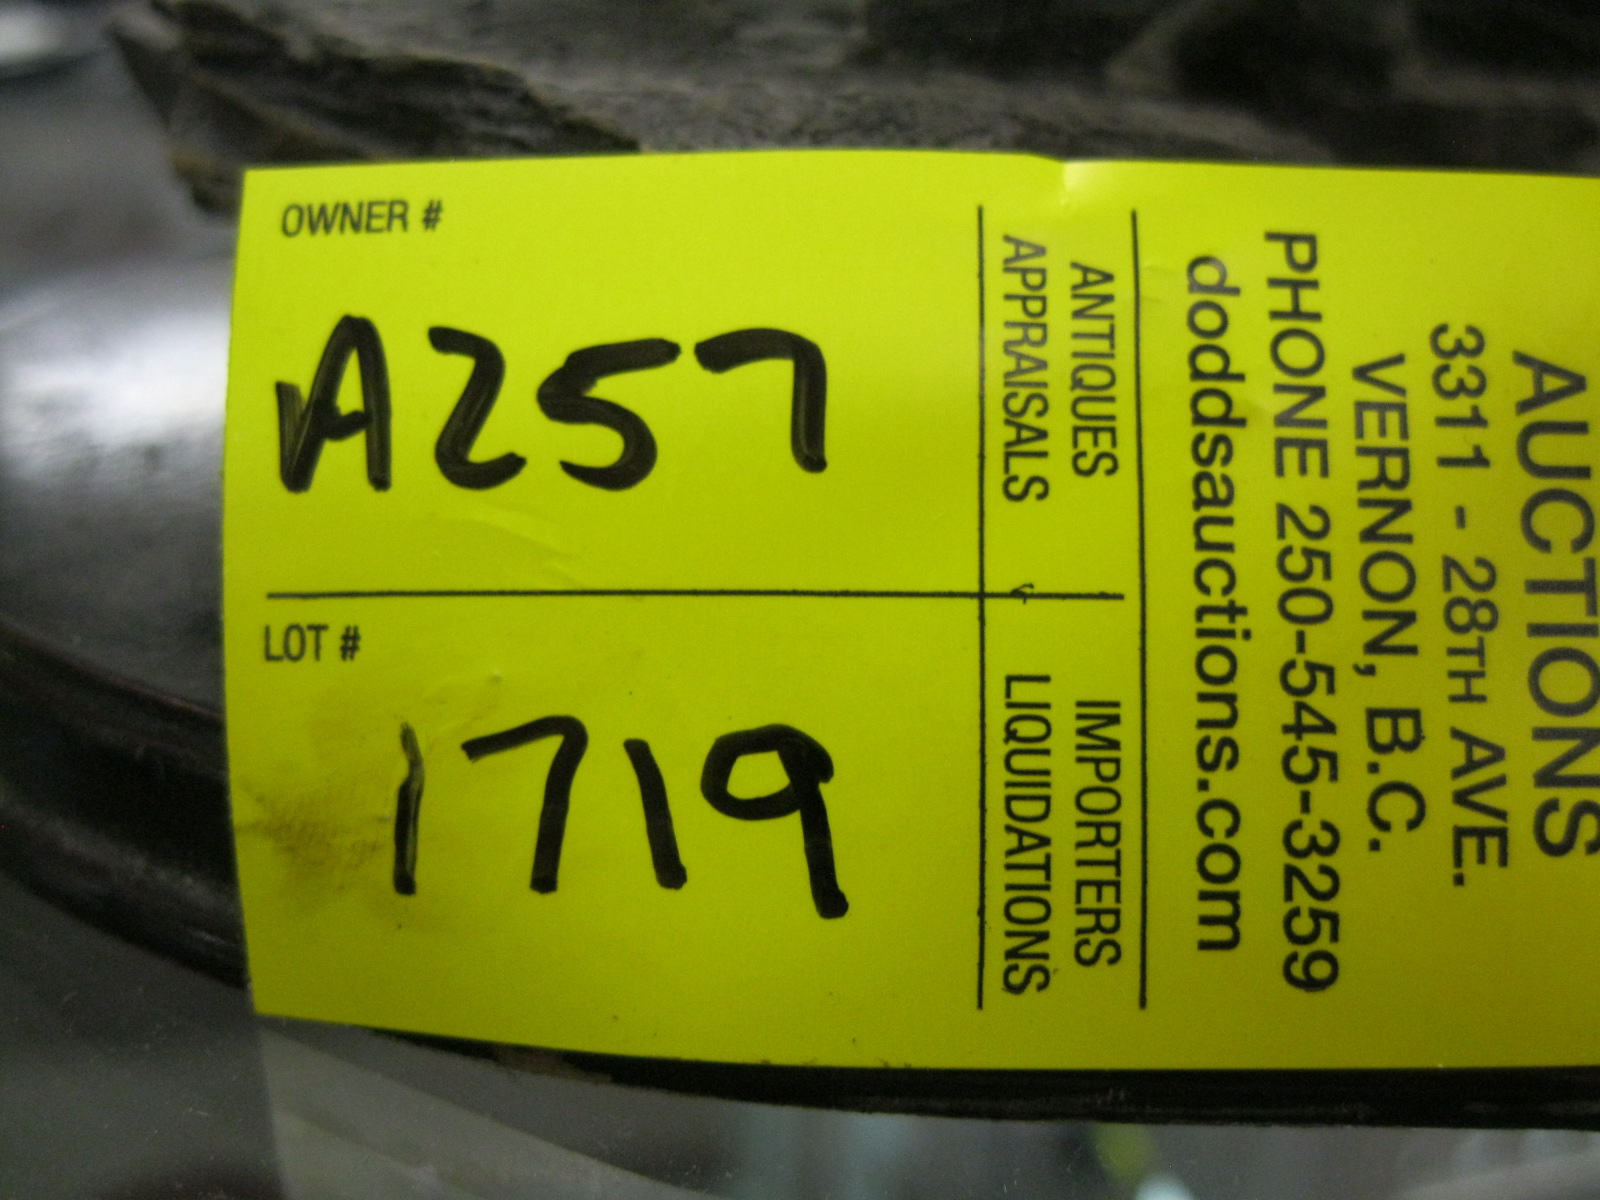 OWNER #
A257
LOT #
1719
AUCTIONS
3311 - 28TH AVE.
VERNON, B.C.
PHONE 250-545-3259
doddsauctions.com
ANTIQUES IMPORTERS
APPRAISALS LIQUIDATIONS